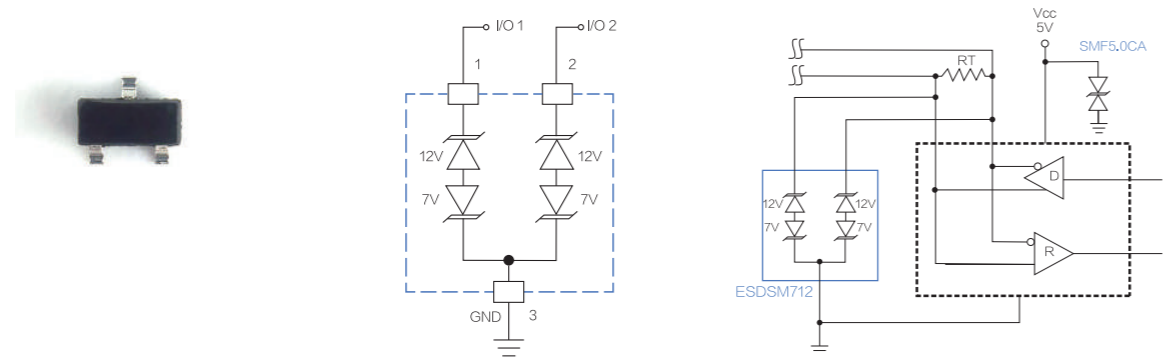 I/O 1
I/O 2
1
2
12V
12V
7V
7V
GND
3
Vcc
5V
SMF5.0CA
RT
12V
12V
7V
7V
D
R
ESDSM712